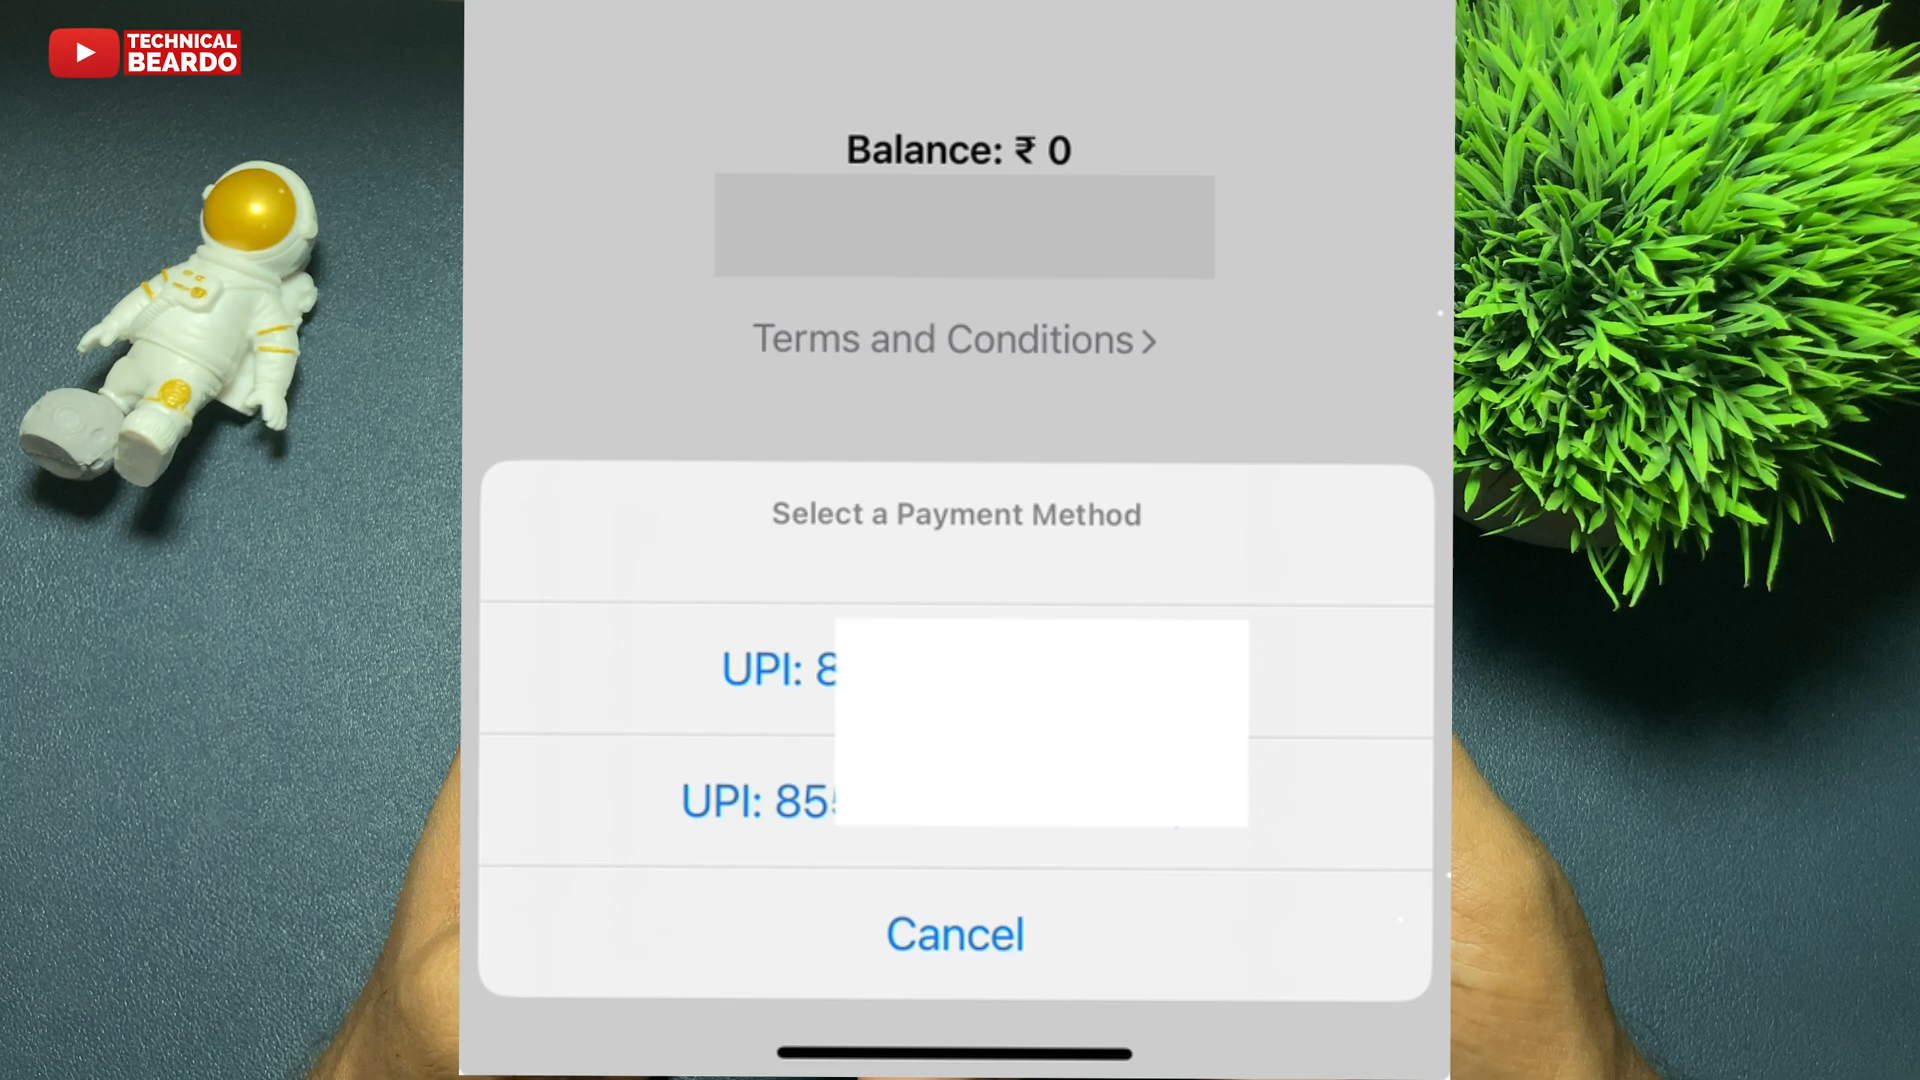 TECHNICAL
BEARDO
Balance: ₹ 0
Terms and Conditions
Select a Payment Method
UPI: 8
UPI: 85
Cancel